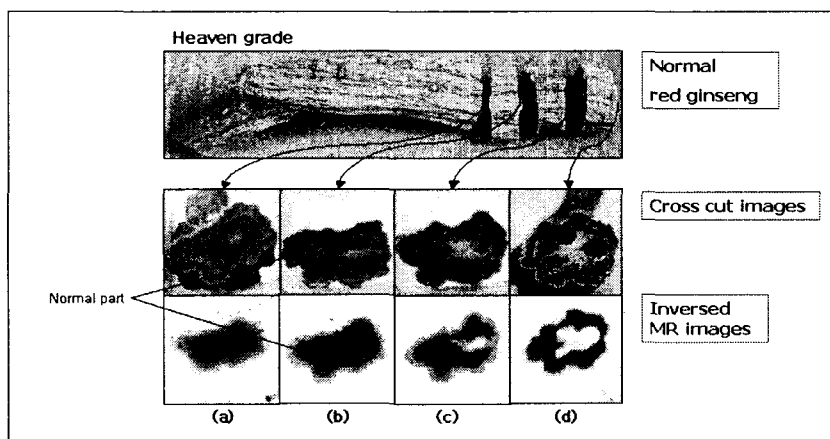 Heaven grade
Normal
red ginseng
Cross cut images
Normal part
Inversed
MR images
(a)
(b)
(c)
(d)